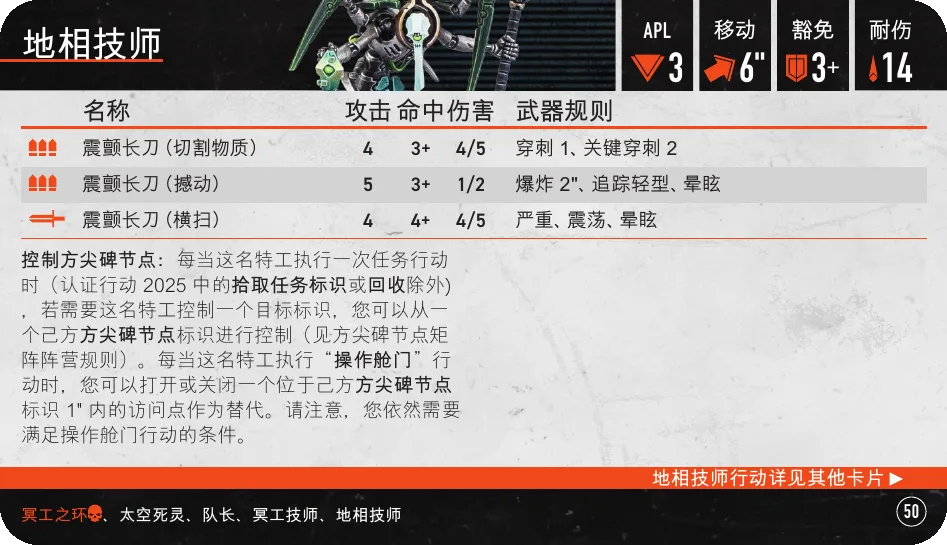 地相技师
APL 移动 豁免 耐伤
3 6" 3+ 14
名称 攻击 命中 伤害 武器规则
震颤长刀（切割物质） 4 3+ 4/5 穿刺 1、关键穿刺 2
震颤长刀（撼动） 5 3+ 1/2 爆炸 2"、追踪轻型、晕眩
震颤长刀（横扫） 4 4+ 4/5 严重、震荡、晕眩
控制方尖碑节点：每当这名特工执行一次任务行动
时（认证行动 2025 中的拾取任务标识或回收除外)
，若需要这名特工控制一个目标标识，您可以从一
个己方方尖碑节点标识进行控制（见方尖碑节点矩
阵阵营规则）。每当这名特工执行“操作舱门”行
动时，您可以打开或关闭一个位于己方方尖碑节点
标识 1" 内的访问点作为替代。请注意，您依然需要
满足操作舱门行动的条件。
地相技师行动详见其他卡片▶
冥工之环、太空死灵、队长、冥工技师、地相技师
50